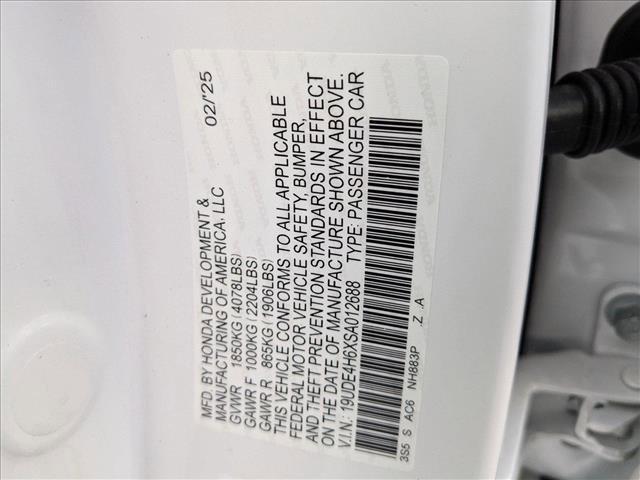 MFD. BY HONDA DEVELOPMENT & 02/'25
MANUFACTURING OF AMERICA, LLC
GVWR 1850KG(4078LBS)
GAWR F 1000KG(2204LBS)
GAWR R 865KG(1906LBS)
THIS VEHICLE CONFORMS TO ALL APPLICABLE
FEDERAL MOTOR VEHICLE SAFETY, BUMPER,
AND THEFT PREVENTION STANDARDS IN EFFECT
ON THE DATE OF MANUFACTURE SHOWN ABOVE.
V.I.N.: 19UDE4H6XSA012688 TYPE: PASSENGER CAR
3S5 S AC6 NH883P .Z .A